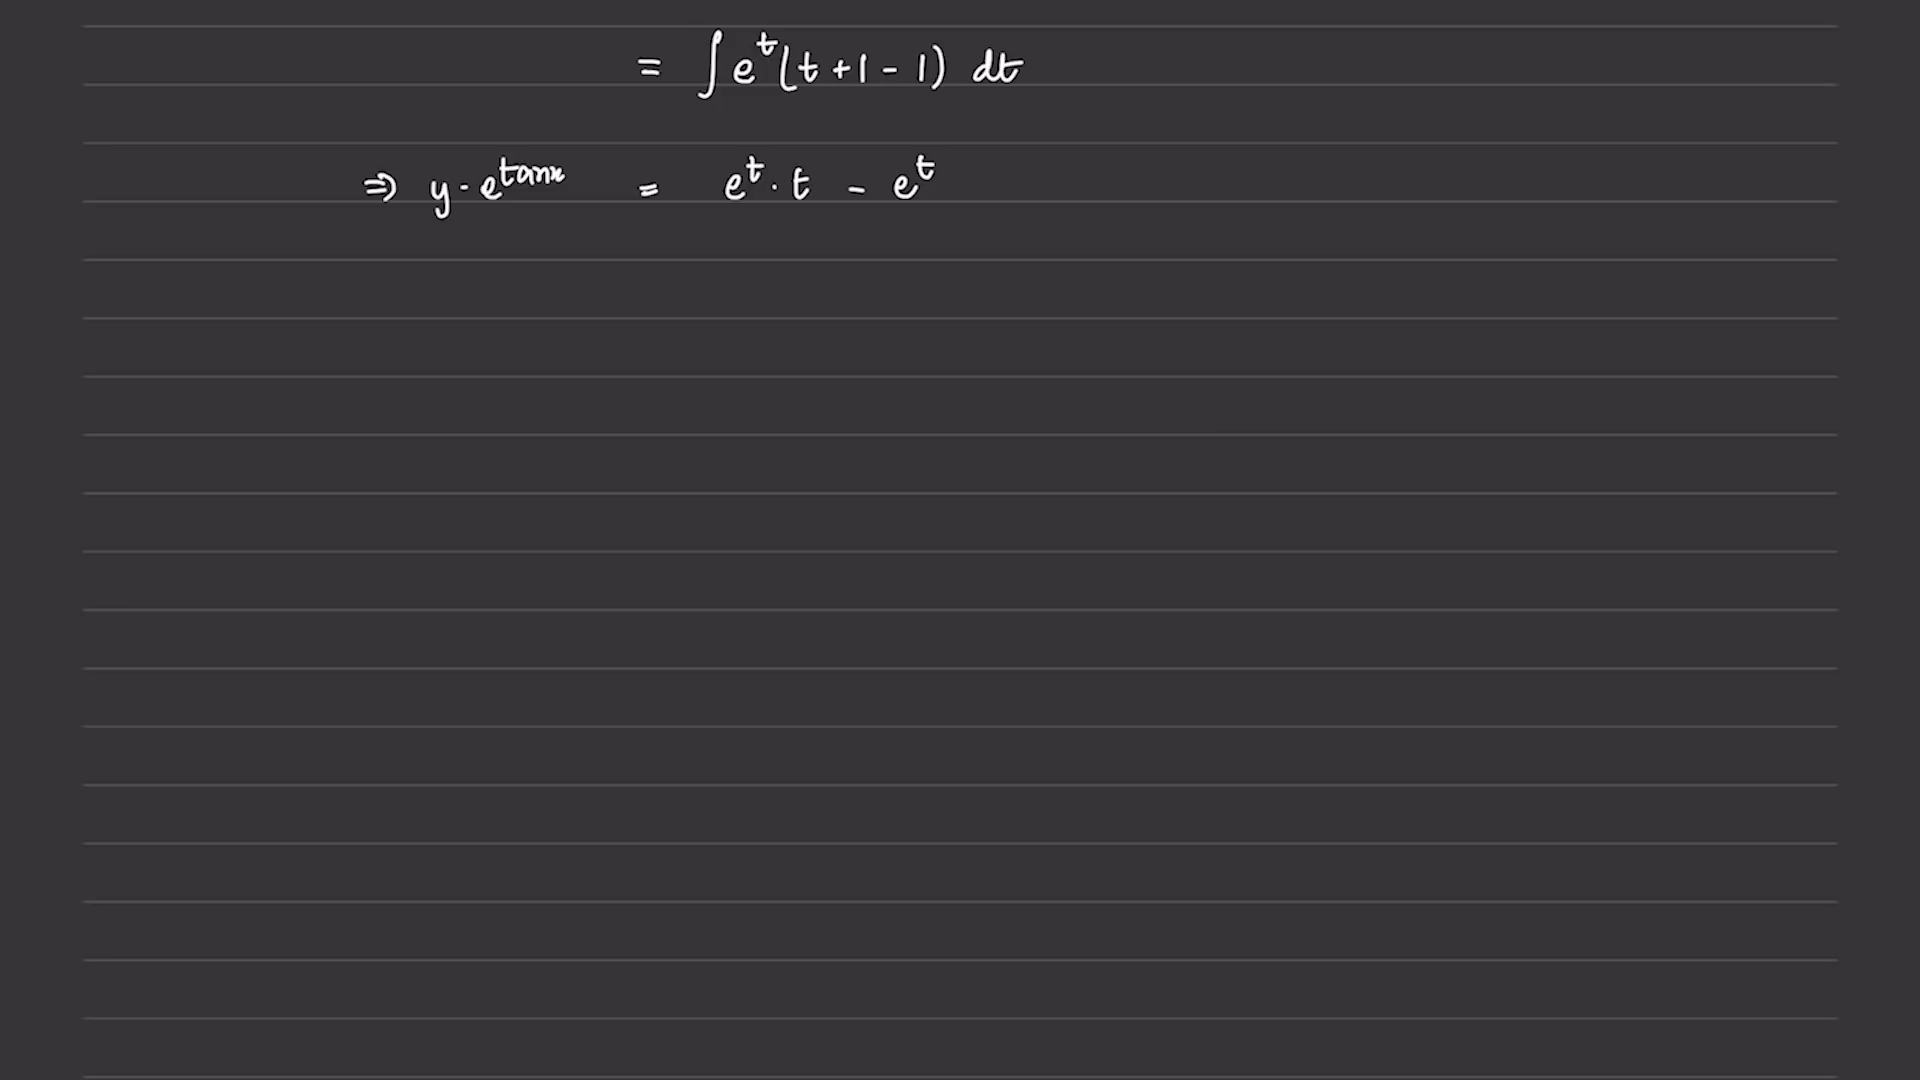 = ∫ e^t (t + 1 - 1) dt
⇒ y · e^{tanx} = e^t · t - e^t